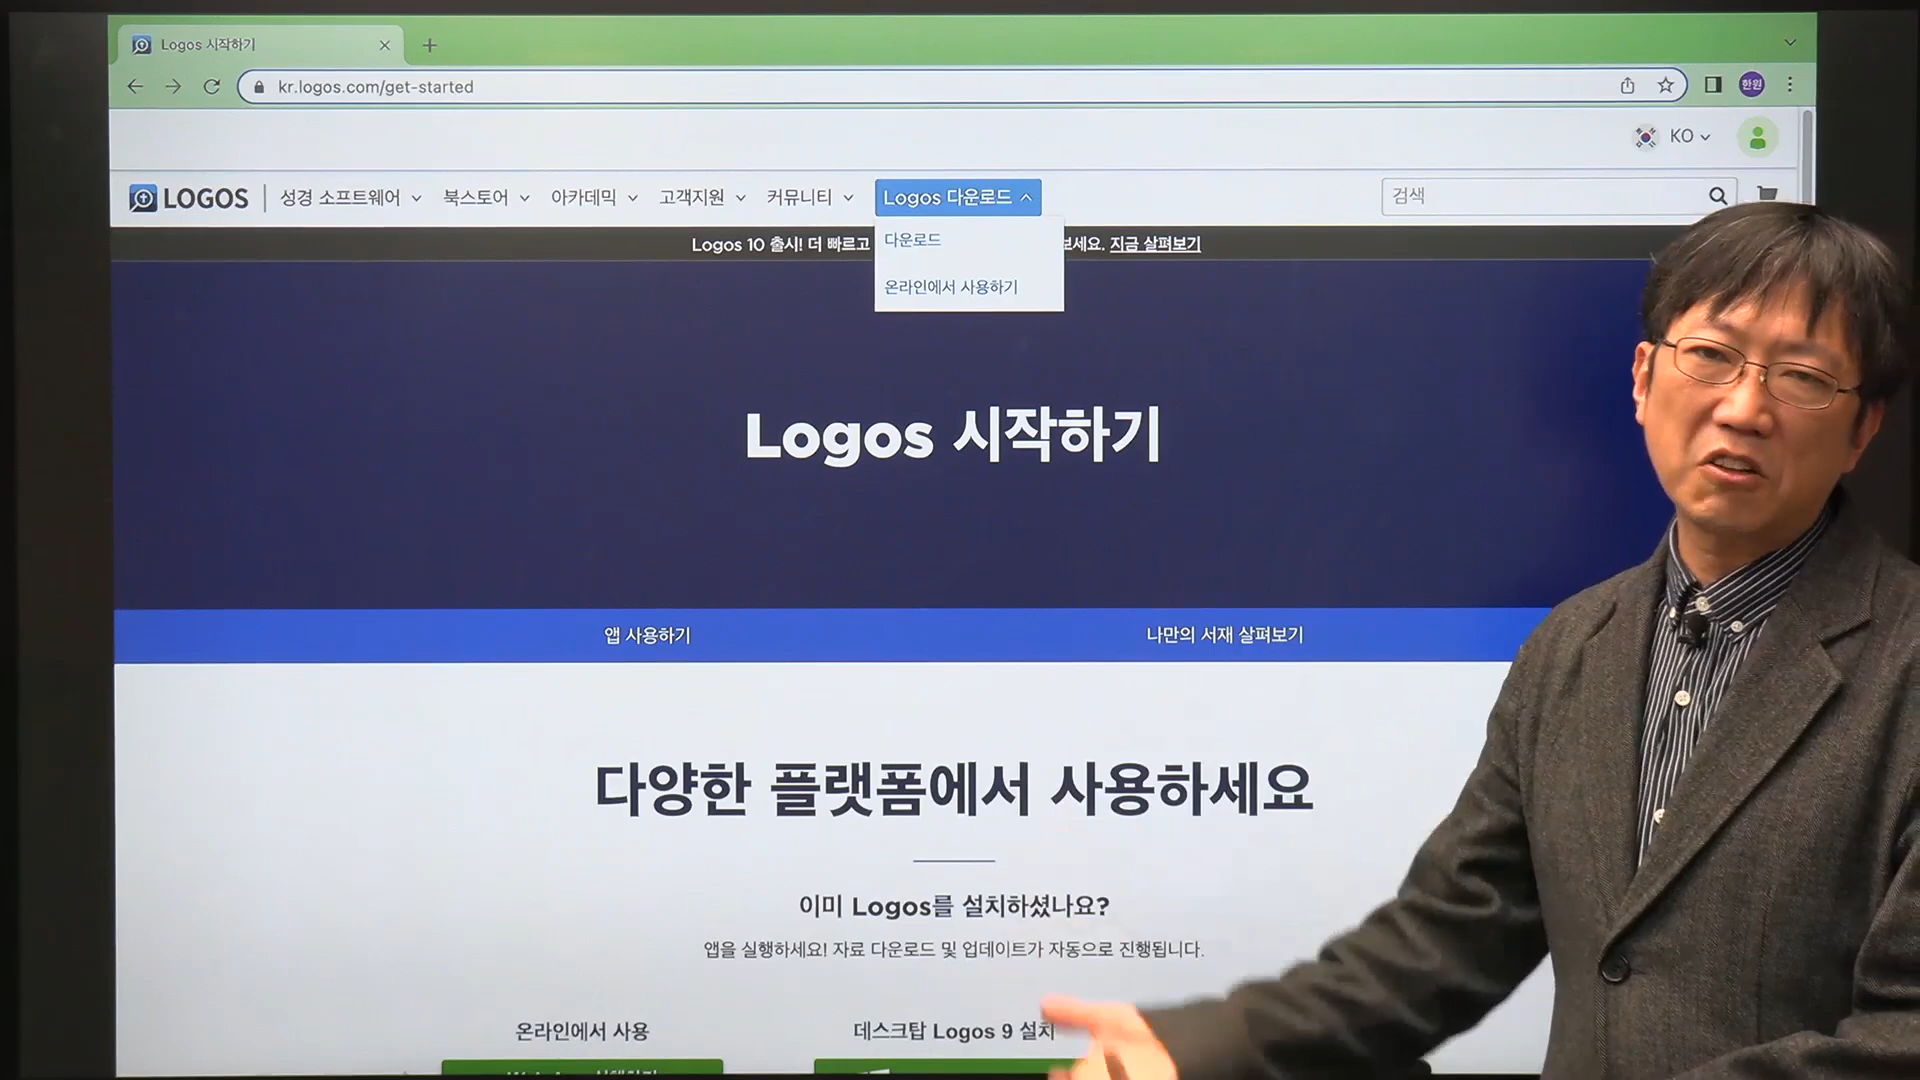 Logos 시작하기
kr.logos.com/get-started
한원
KO
LOGOS 성경 소프트웨어 북스토어 아카데믹 고객지원 커뮤니티 Logos 다운로드 검색
다운로드
Logos 10 출시! 더 빠르고 보세요. 지금 살펴보기
온라인에서 사용하기
Logos 시작하기
앱 사용하기 나만의 서재 살펴보기
다양한 플랫폼에서 사용하세요
이미 Logos를 설치하셨나요?
앱을 실행하세요! 자료 다운로드 및 업데이트가 자동으로 진행됩니다.
온라인에서 사용 데스크탑 Logos 9 설치